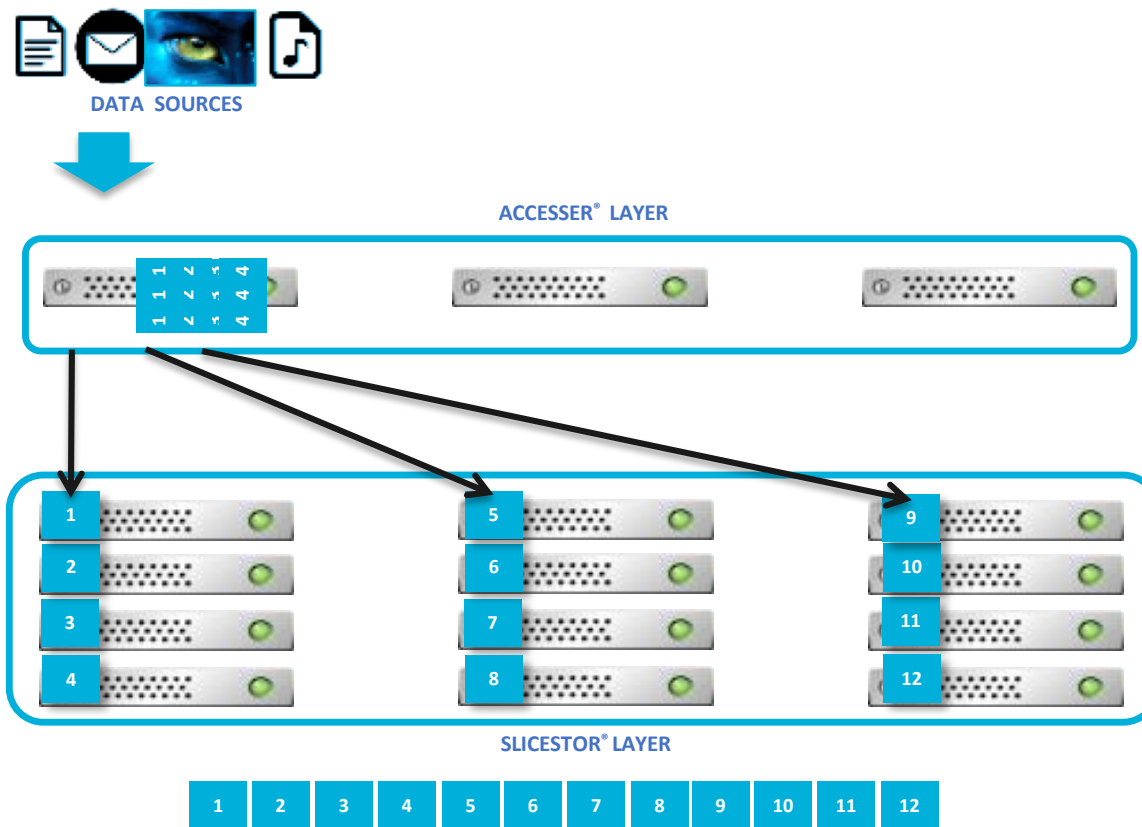 DATA SOURCES
ACCESSER® LAYER
1 2 3 4
1 2 3 4
1 2 3 4
1 5 9
2 6 10
3 7 11
4 8 12
SLICESTOR® LAYER
1 2 3 4 5 6 7 8 9 10 11 12